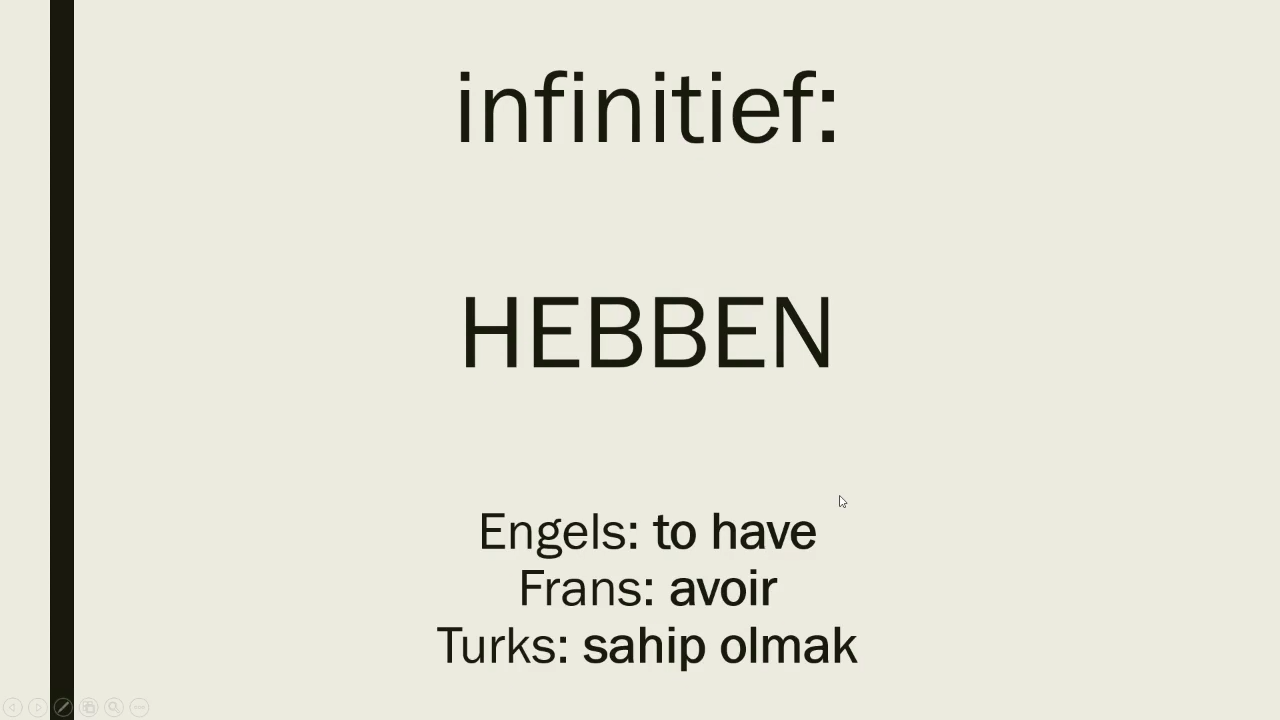 infinitief:
HEBBEN
Engels: to have
Frans: avoir
Turks: sahip olmak